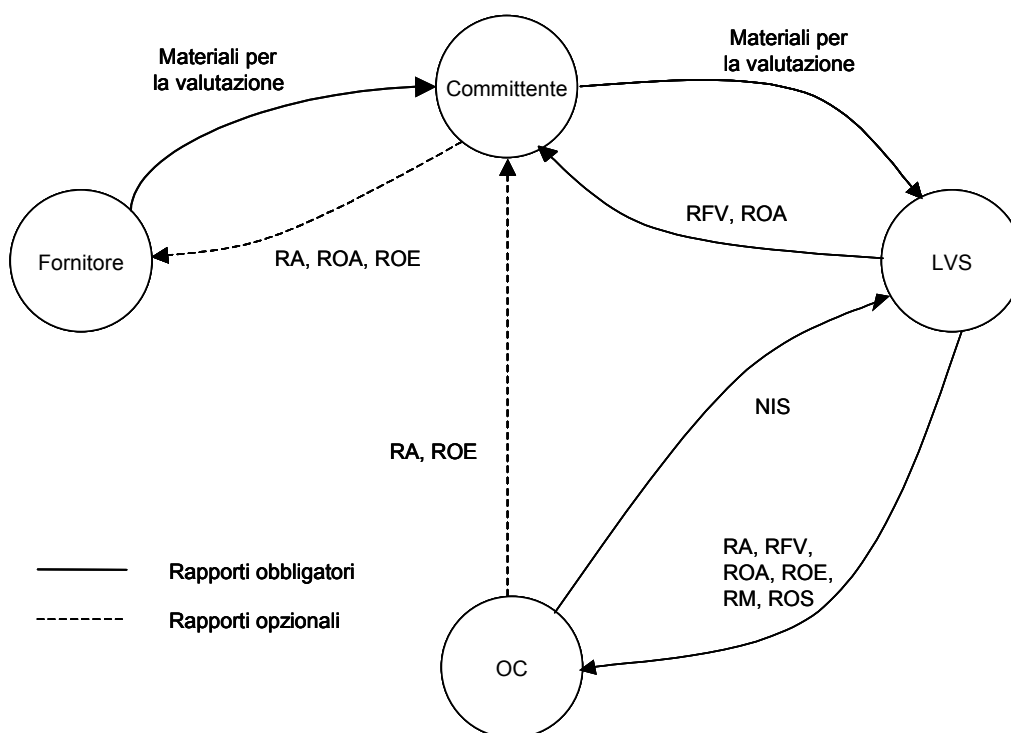 Materiali per
la valutazione
Materiali per
la valutazione
Committente
RFV, ROA
RA, ROA, ROE
Fornitore
LVS
NIS
RA, ROE
RA, RFV,
ROA, ROE,
RM, ROS
Rapporti obbligatori
Rapporti opzionali
OC